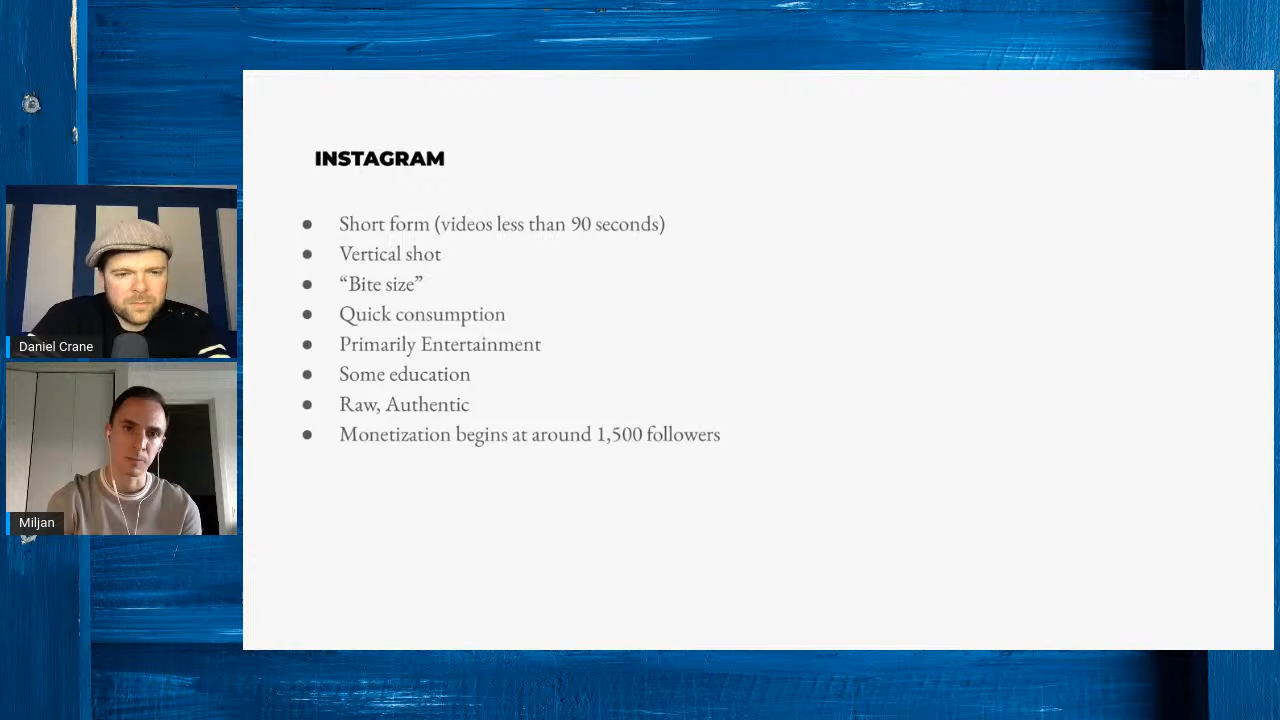 INSTAGRAM
● Short form (videos less than 90 seconds)
● Vertical shot
● “Bite size”
● Quick consumption
● Primarily Entertainment
● Some education
● Raw, Authentic
● Monetization begins at around 1,500 followers
Daniel Crane
Miljan